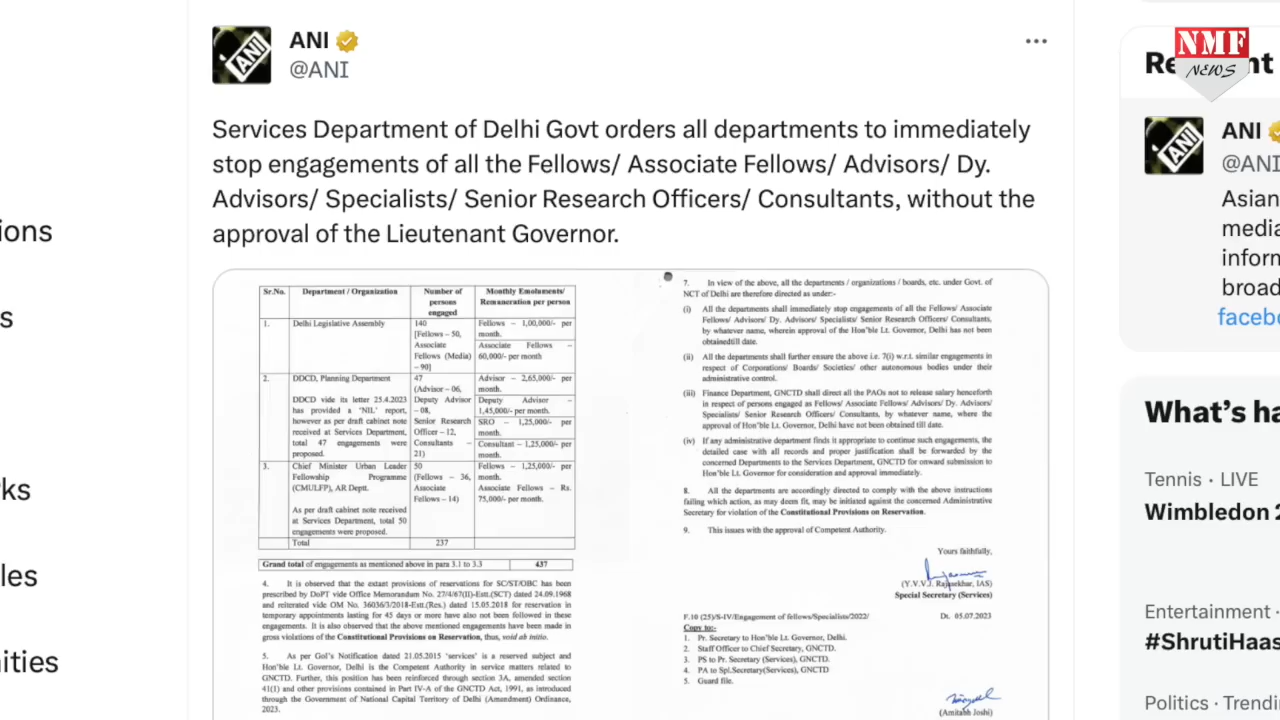 ANI
@ANI
Services Department of Delhi Govt orders all departments to immediately
stop engagements of all the Fellows/ Associate Fellows/ Advisors/ Dy.
Advisors/ Specialists/ Senior Research Officers/ Consultants, without the
approval of the Lieutenant Governor.
Sr.No. Department / Organization Number of persons engaged Monthly Emoluments/ Remuneration per person
1. Delhi Legislative Assembly 140
[Fellows – 50,
Associate
Fellows (Media)
– 90]
Fellows – 1,00,000/- per
month.
Associate Fellows –
60,000/- per month
2. DDCD, Planning Department
DDCD vide its letter 25.4.2023
has provided a 'NIL' report,
however as per draft cabinet note
received at Services Department,
total 47 engagements were
proposed.
47
(Advisor – 06,
Deputy Advisor
– 08,
Senior Research
Officer – 12,
Consultants –
21)
Advisor – 2,65,000/- per
month.
Deputy Advisor –
1,45,000/- per month.
SRO – 1,25,000/- per
month.
Consultant – 1,25,000/- per
month.
3. Chief Minister Urban Leader
Fellowship Programme
(CMULFP), AR Deptt.
As per draft cabinet note received
at Services Department, total 50
engagements were proposed.
50
(Fellows – 36,
Associate
Fellows – 14)
Fellows – 1,25,000/- per
month.
Associate Fellows – Rs.
75,000/- per month.
Total 237
Grand total of engagements as mentioned above in para 3.1 to 3.3 437
4. It is observed that the extant provisions of reservations for SC/ST/OBC has been
prescribed by DoPT vide Office Memorandum No. 27/4/67(II)-Estt.(SCT) dated 24.09.1968
and reiterated vide OM No. 36036/3/2018-Estt.(Res.) dated 15.05.2018 for reservation in
temporary appointments lasting for 45 days or more have also not been followed in these
engagements. It is also observed that the above mentioned engagements have been made in
gross violations of the Constitutional Provisions on Reservation, thus, void ab initio.
5. As per GoI's Notification dated 21.05.2015 'services' is a reserved subject and
Hon'ble Lt. Governor, Delhi is the Competent Authority in service matters related to
GNCTD. Further, this position has been reinforced through section 3A, amended section
41(1) and other provisions contained in Part IV-A of the GNCTD Act, 1991, as introduced
through the Government of National Capital Territory of Delhi (Amendment) Ordinance,
2023.
7. In view of the above, all the departments / organizations / boards, etc. under Govt. of
NCT of Delhi are therefore directed as under:-
(i) All the departments shall immediately stop engagements of all the Fellows/ Associate
Fellows/ Advisors/ Dy. Advisors/ Specialists/ Senior Research Officers/ Consultants,
by whatever name, wherein approval of the Hon'ble Lt. Governor, Delhi has not been
obtainedtill date.
(ii) All the departments shall further ensure the above i.e. 7(i) w.r.t. similar engagements in
respect of Corporations/ Boards/ Societies/ other autonomous bodies under their
administrative control.
(iii) Finance Department, GNCTD shall direct all the PAOs not to release salary henceforth
in respect of persons engaged as Fellows/ Associate Fellows/ Advisors/ Dy. Advisors/
Specialists/ Senior Research Officers/ Consultants, by whatever name, where the
approval of Hon'ble Lt. Governor, Delhi have not been obtained till date.
(iv) If any administrative department finds it appropriate to continue such engagements, the
detailed case with all records and proper justification shall be forwarded by the
concerned Departments to the Services Department, GNCTD for onward submission to
Hon'ble Lt. Governor for consideration and approval immediately.
8. All the departments are accordingly directed to comply with the above instructions
failing which action, as may deem fit, may be initiated against the concerned Administrative
Secretary for violation of the Constitutional Provisions on Reservation.
9. This issues with the approval of Competent Authority.
Yours faithfully,
(Y.V.V.J. Rajasekhar, IAS)
Special Secretary (Services)
F.10 (25)/S-IV/Engagement of fellows/Specialists/2022/ Dt. 05.07.2023
Copy to:-
1. Pr. Secretary to Hon'ble Lt. Governor, Delhi.
2. Staff Officer to Chief Secretary, GNCTD.
3. PS to Pr. Secretary (Services), GNCTD.
4. PA to Spl.Secretary(Services), GNCTD
5. Guard file.
(Amitabh Joshi)
ions
s
ks
les
ities
NMF
NEWS
Re nt
ANI
@ANI
Asian
media
inform
broad
facebo
What's ha
Tennis · LIVE
Wimbledon 2
Entertainment ·
#ShrutiHaas
Politics · Trendi